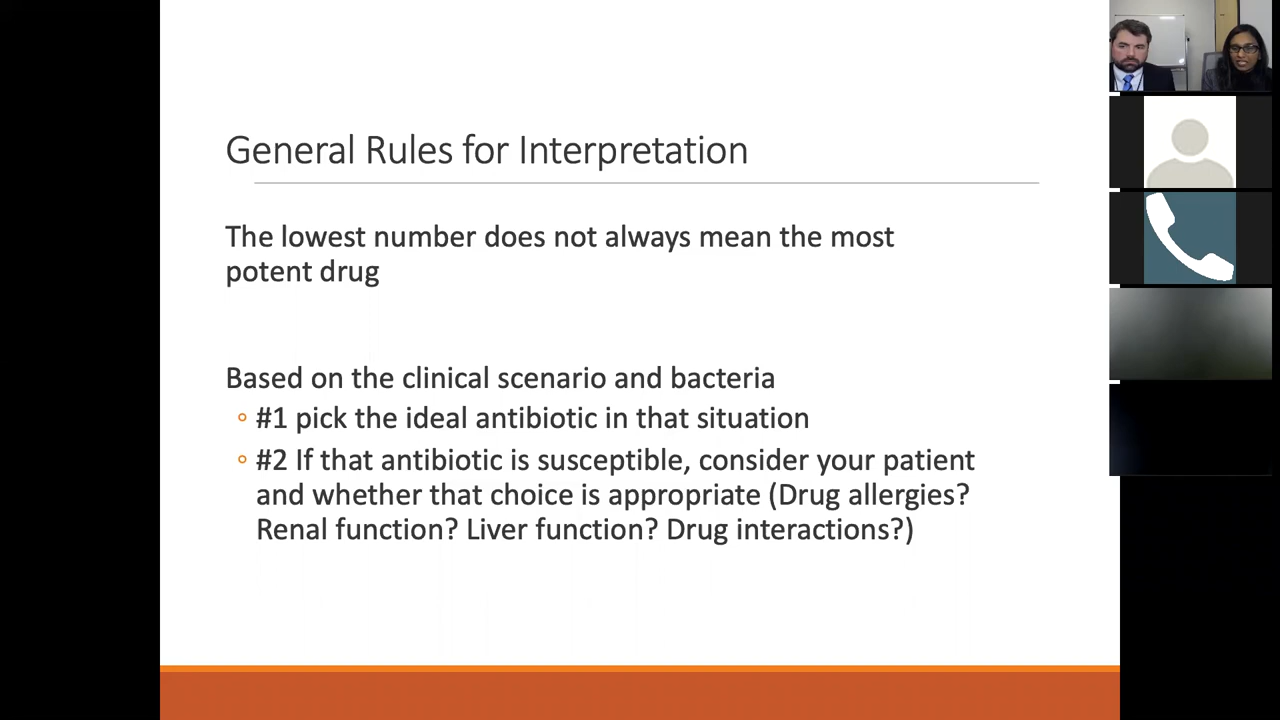 General Rules for Interpretation
The lowest number does not always mean the most
potent drug
Based on the clinical scenario and bacteria
#1 pick the ideal antibiotic in that situation
#2 If that antibiotic is susceptible, consider your patient
and whether that choice is appropriate (Drug allergies?
Renal function? Liver function? Drug interactions?)